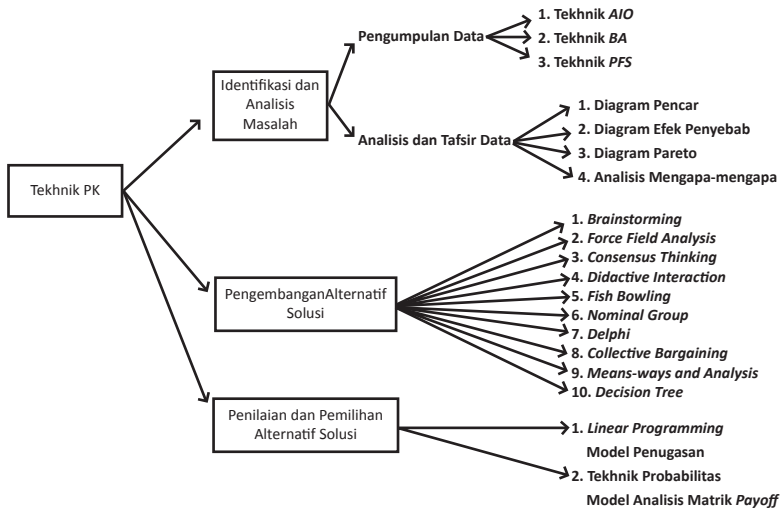 Tekhnik PK
Identifikasi dan
Analisis
Masalah
Pengumpulan Data
1. Tekhnik AIO
2. Tekhnik BA
3. Tekhnik PFS
Analisis dan Tafsir Data
1. Diagram Pencar
2. Diagram Efek Penyebab
3. Diagram Pareto
4. Analisis Mengapa-mengapa
PengembanganAlternatif
Solusi
1. Brainstorming
2. Force Field Analysis
3. Consensus Thinking
4. Didactive Interaction
5. Fish Bowling
6. Nominal Group
7. Delphi
8. Collective Bargaining
9. Means-ways and Analysis
10. Decision Tree
Penilaian dan Pemilihan
Alternatif Solusi
1. Linear Programming
Model Penugasan
2. Tekhnik Probabilitas
Model Analisis Matrik Payoff